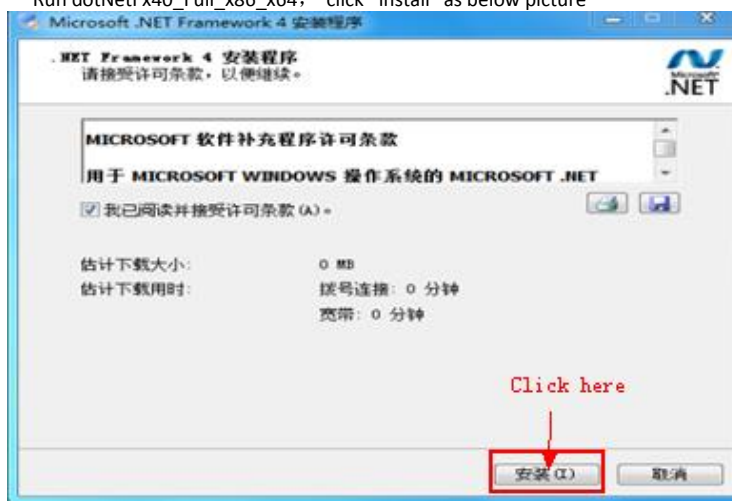 Run dotNetFx40_Full_x86_x64， click "Install" as below picture
Microsoft .NET Framework 4 安装程序
.NET Framework 4 安装程序
请接受许可条款，以便继续。
Microsoft
.NET
MICROSOFT 软件补充程序许可条款
用于 MICROSOFT WINDOWS 操作系统的 MICROSOFT .NET
我已阅读并接受许可条款(A)。
估计下载大小: 0 MB
估计下载用时: 拨号连接: 0 分钟
宽带: 0 分钟
Click here
安装(I) 取消